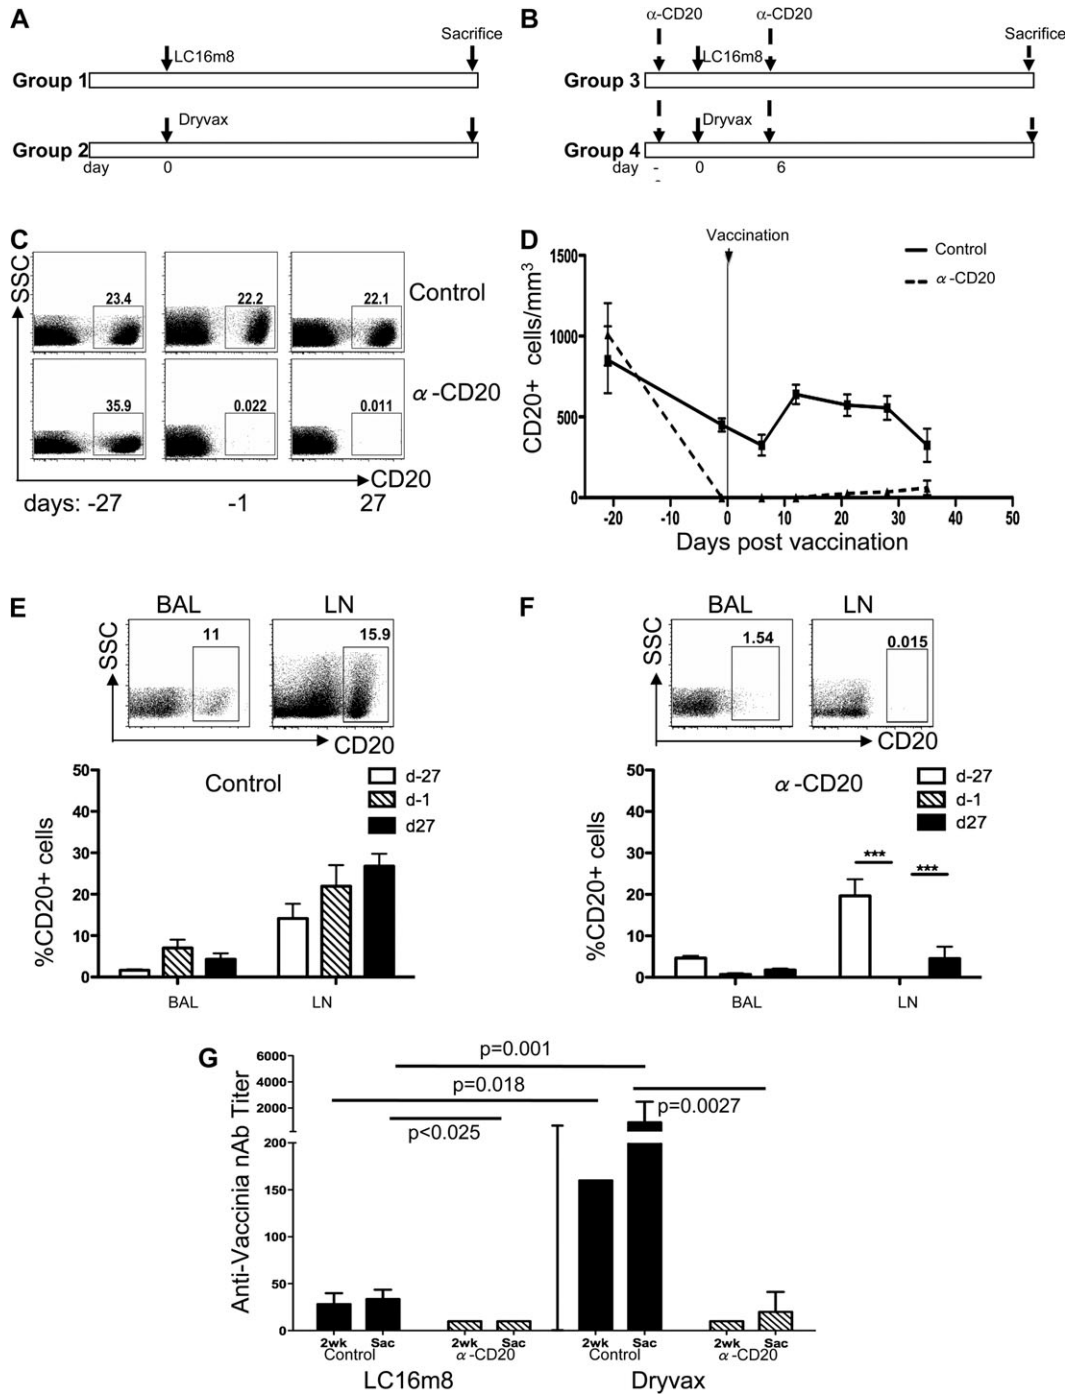 A
Sacrifice
LC16m8
Group 1
Dryvax
Group 2
day 0
B
α-CD20 α-CD20
Sacrifice
LC16m8
Group 3
Dryvax
Group 4
day - 0 6
-
C
SSC
23.4 22.2 22.1
Control
35.9 0.022 0.011
α-CD20
CD20
days: -27 -1 27
D
Vaccination
Control
α-CD20
CD20+ cells/mm3
1500
1000
500
0
-20 -10 0 10 20 30 40 50
Days post vaccination
E
BAL LN
SSC
11 15.9
CD20
Control
d-27
d-1
d27
%CD20+ cells
50
40
30
20
10
0
BAL LN
F
BAL LN
SSC
1.54 0.015
CD20
α-CD20
d-27
d-1
d27
%CD20+ cells
50
40
30
20
10
0
*** ***
BAL LN
G
Anti-Vaccinia nAb Titer
6000
4000
2000
200
150
100
50
0
p=0.001
p=0.018
p=0.0027
p<0.025
2wk Sac 2wk Sac 2wk Sac 2wk Sac
Control α-CD20 Control α-CD20
LC16m8 Dryvax